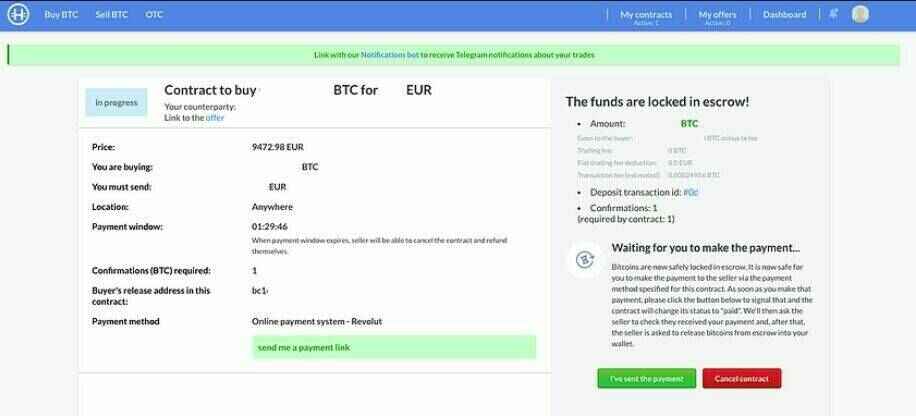 Buy BTC Sell BTC OTC My contracts My offers Dashboard
Active: 1 Active: 0
Link with our Notifications bot to receive Telegram notifications about your trades
In progress
Contract to buy BTC for EUR
Your counterparty:
Link to the offer
Price: 9472.98 EUR
You are buying: BTC
You must send: EUR
Location: Anywhere
Payment window: 01:29:46
When payment window expires, seller will be able to cancel the contract and refund
themselves.
Confirmations (BTC) required: 1
Buyer's release address in this
contract:
bc1
Payment method Online payment system - Revolut
send me a payment link
The funds are locked in escrow!
Amount: BTC
Trading fee: 0 BTC
Deposit transaction id: #0c
Confirmations: 1
(required by contract: 1)
Waiting for you to make the payment...
Bitcoins are now safely locked in escrow. It is now safe for
you to make the payment to the seller via the payment
method specified for this contract. As soon as you make that
payment, please click the button below to signal that and the
contract will change its status to "paid". We'll then ask the
seller to check they received your payment and, after that,
the seller is asked to release bitcoins from escrow into your
wallet.
I've sent the payment Cancel contract